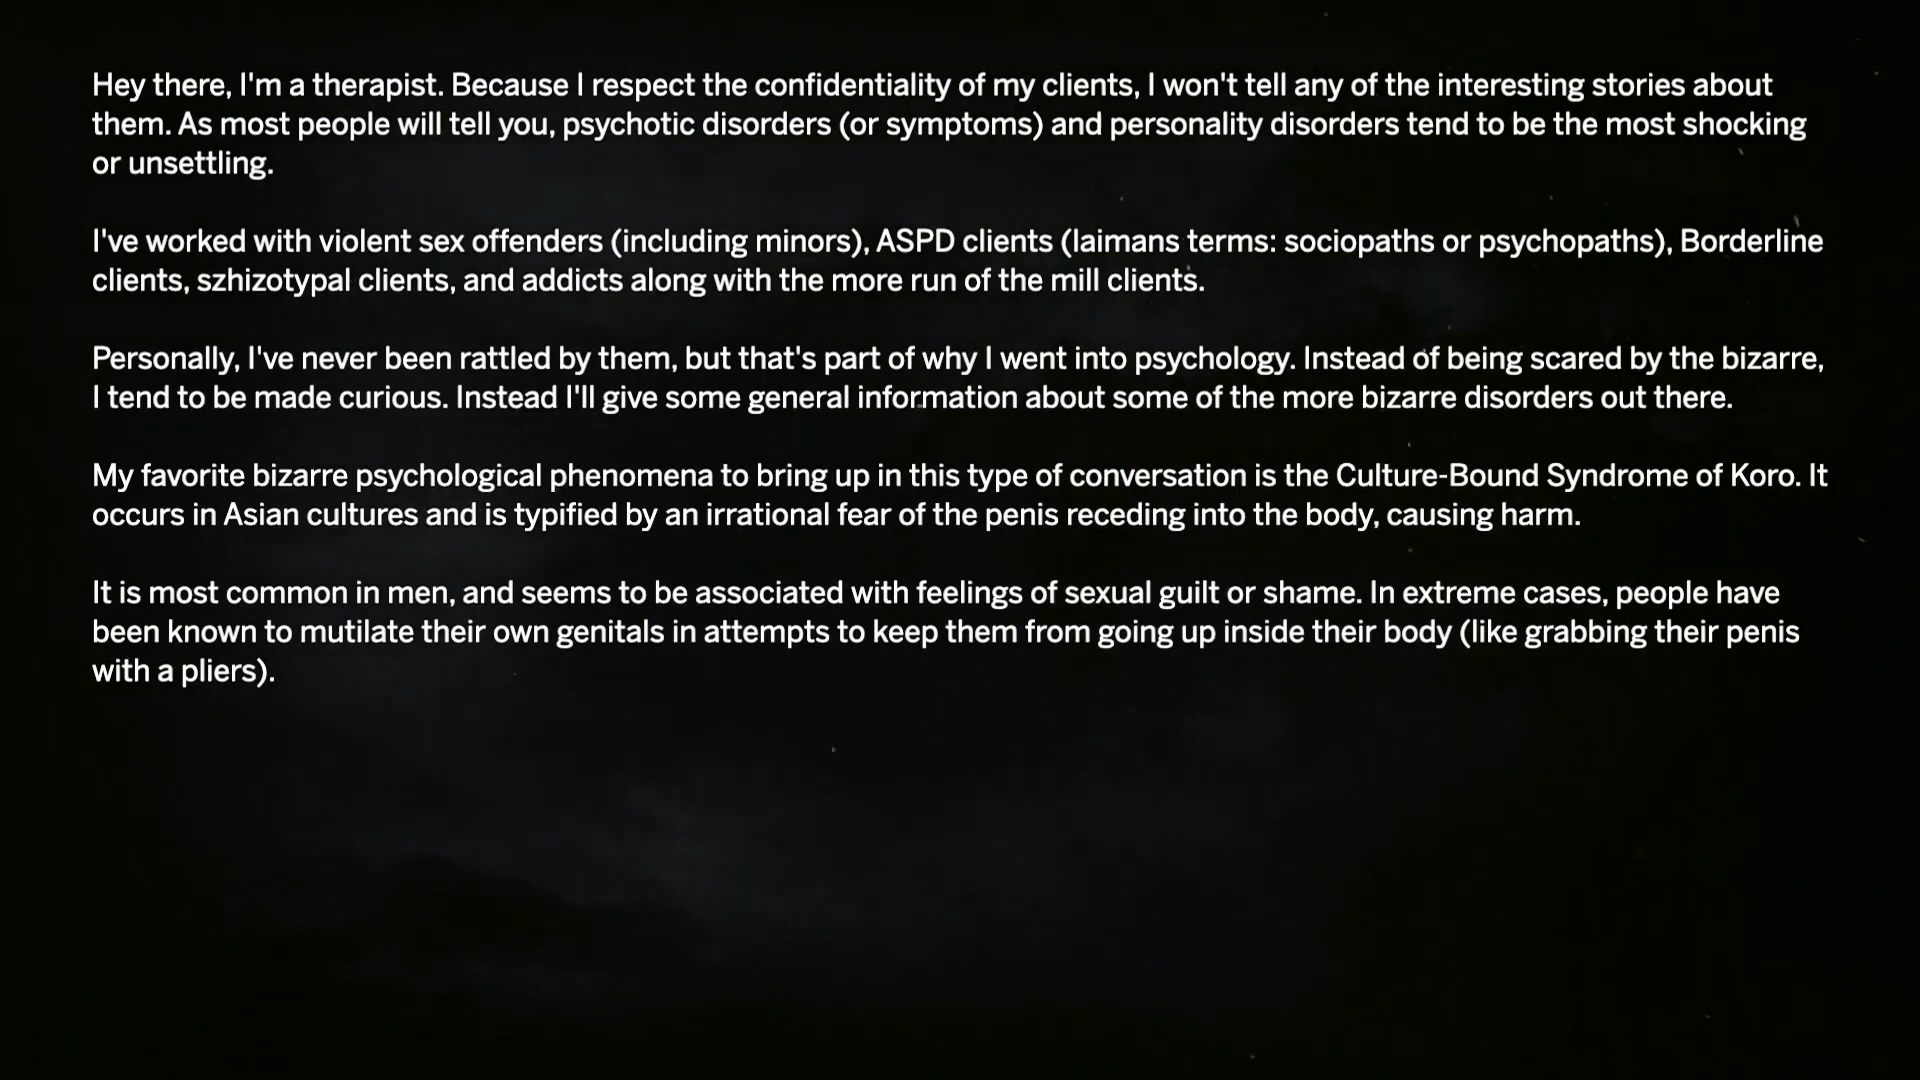 Hey there, I'm a therapist. Because I respect the confidentiality of my clients, I won't tell any of the interesting stories about
them. As most people will tell you, psychotic disorders (or symptoms) and personality disorders tend to be the most shocking
or unsettling.
I've worked with violent sex offenders (including minors), ASPD clients (laimans terms: sociopaths or psychopaths), Borderline
clients, szhizotypal clients, and addicts along with the more run of the mill clients.
Personally, I've never been rattled by them, but that's part of why I went into psychology. Instead of being scared by the bizarre,
I tend to be made curious. Instead I'll give some general information about some of the more bizarre disorders out there.
My favorite bizarre psychological phenomena to bring up in this type of conversation is the Culture-Bound Syndrome of Koro. It
occurs in Asian cultures and is typified by an irrational fear of the penis receding into the body, causing harm.
It is most common in men, and seems to be associated with feelings of sexual guilt or shame. In extreme cases, people have
been known to mutilate their own genitals in attempts to keep them from going up inside their body (like grabbing their penis
with a pliers).